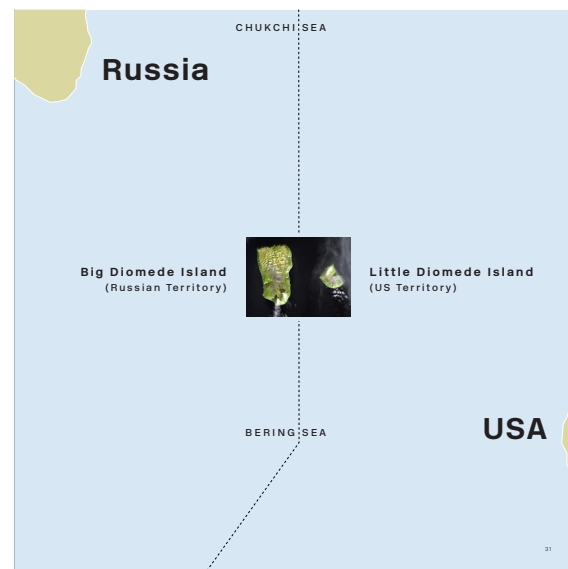 CHUKCHI SEA
Russia
Big Diomede Island
(Russian Territory)
Little Diomede Island
(US Territory)
BERING SEA
USA
31